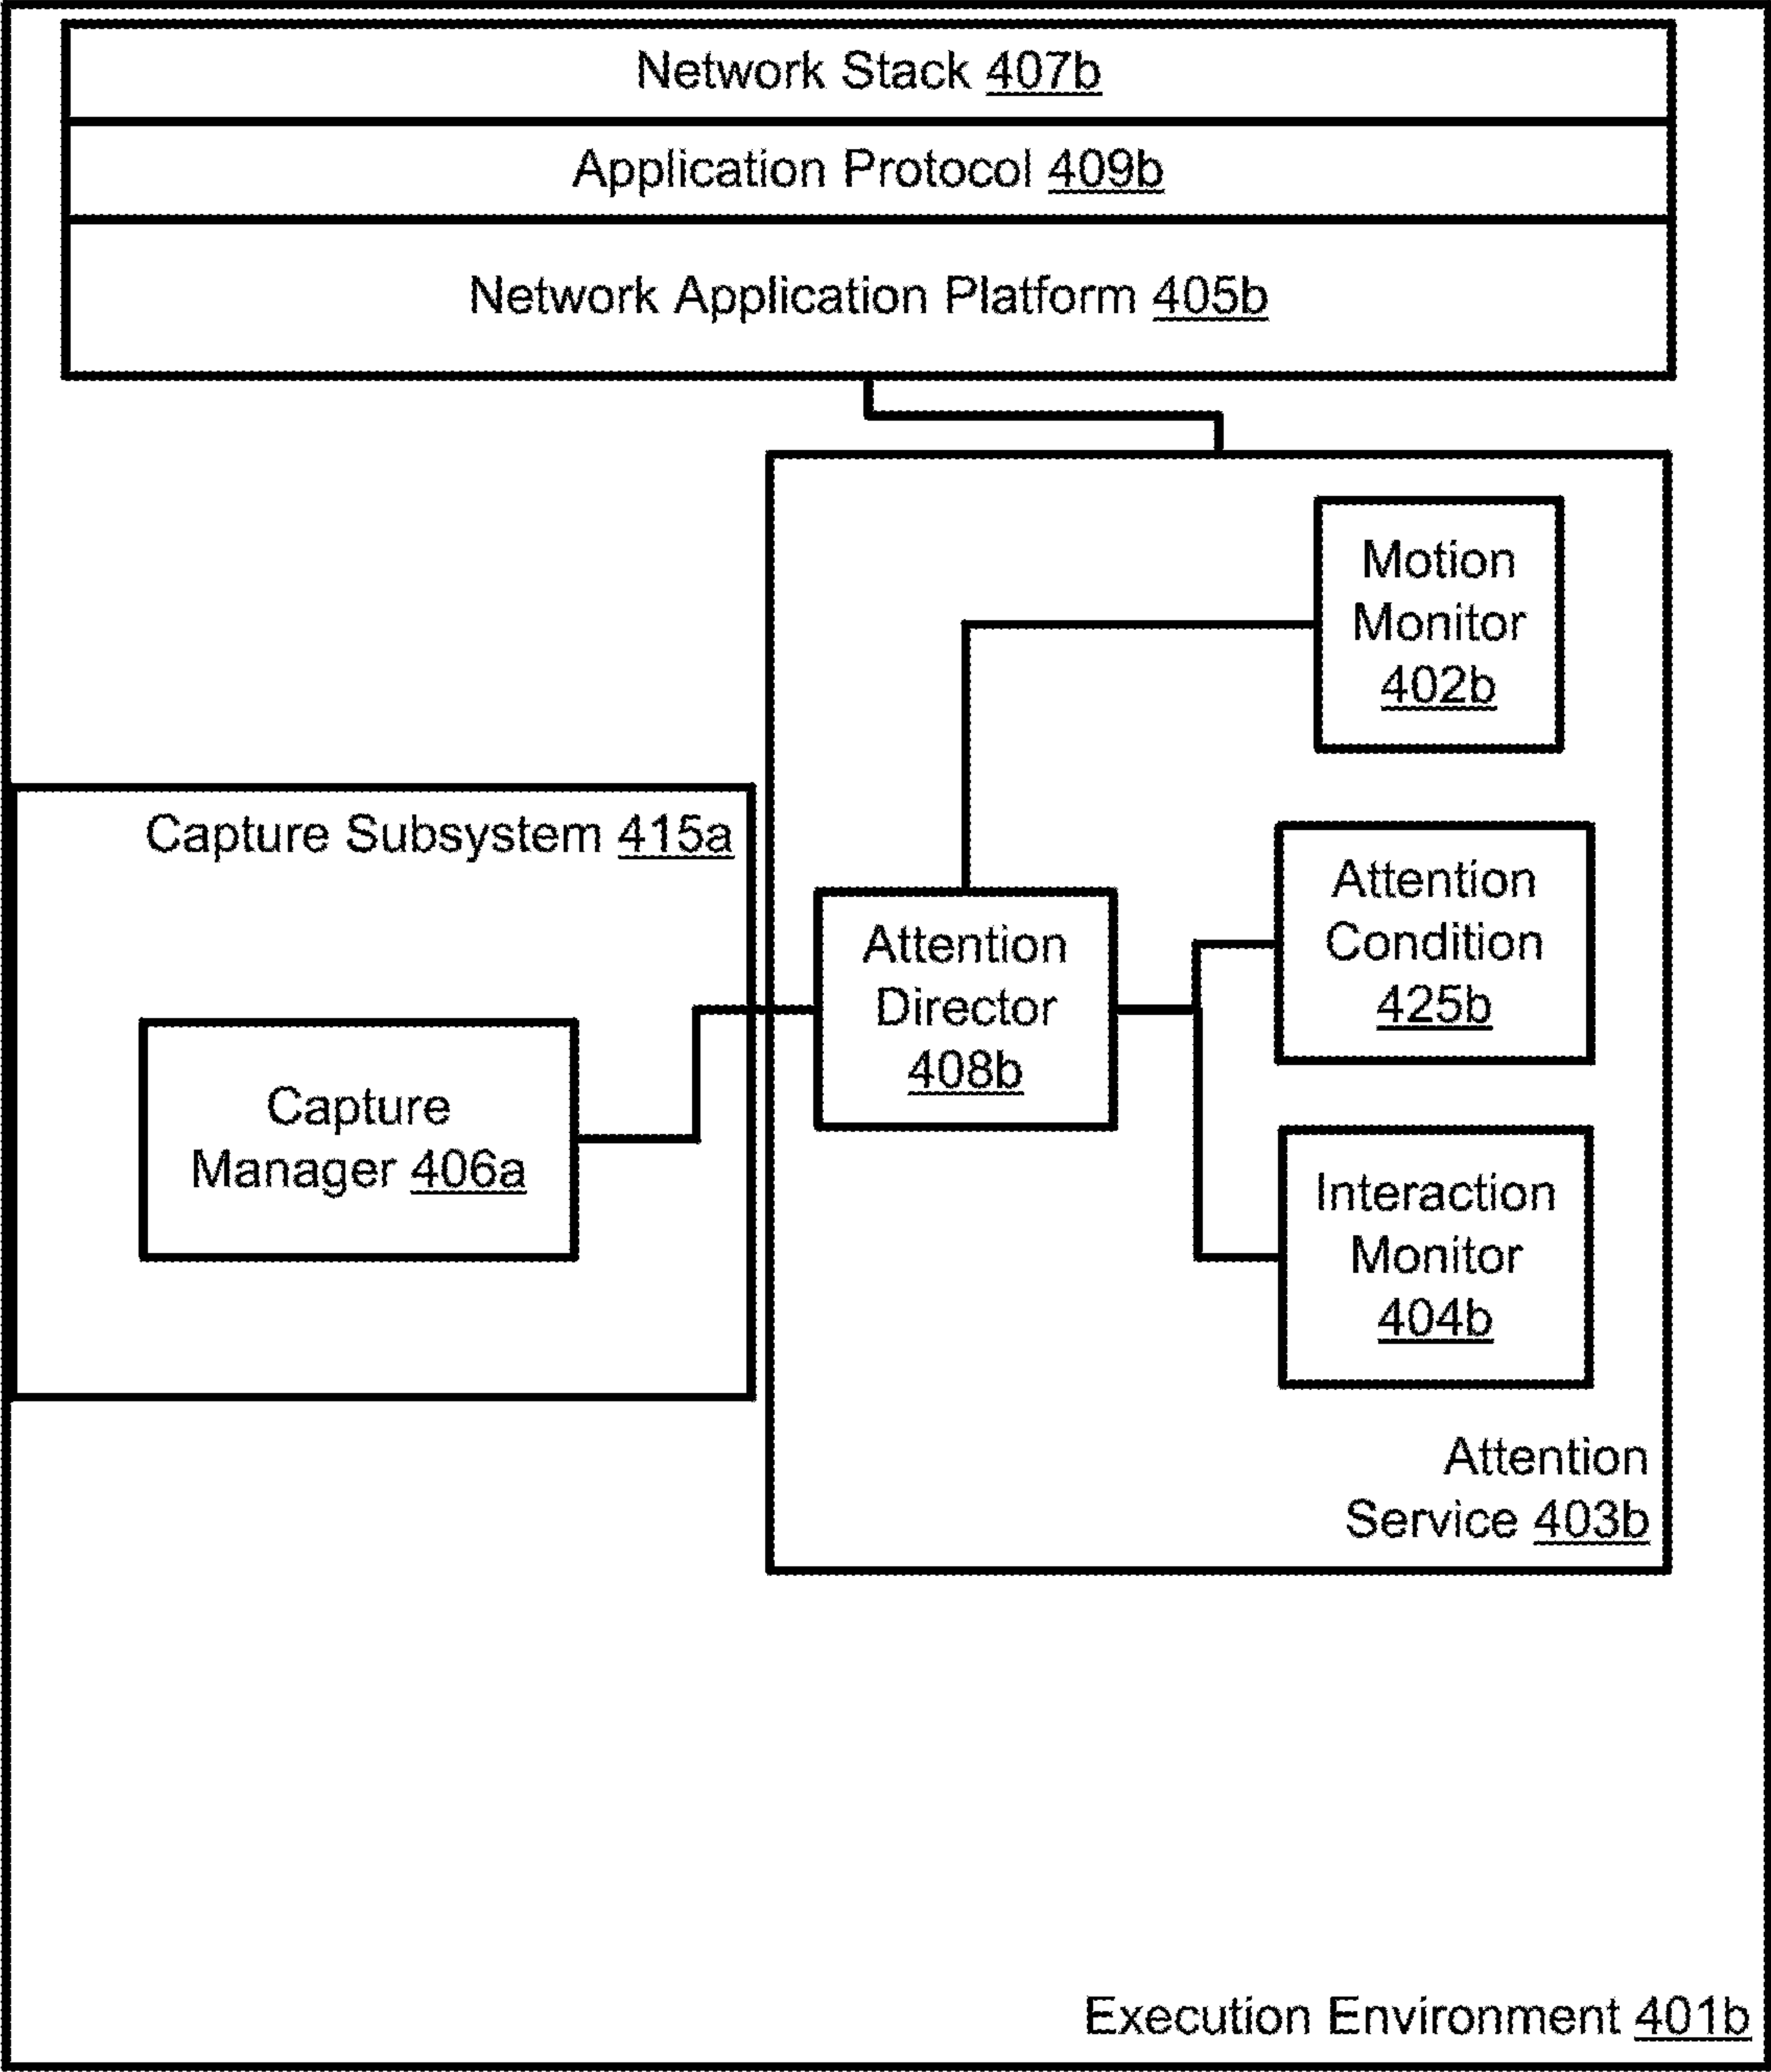 Network Stack 407b
Application Protocol 409b
Network Application Platform 405b
Motion
Monitor
402b
Capture Subsystem 415a
Attention
Condition
425b
Attention
Director
408b
Capture
Manager 406a
Interaction
Monitor
404b
Attention
Service 403b
Execution Environment 401b